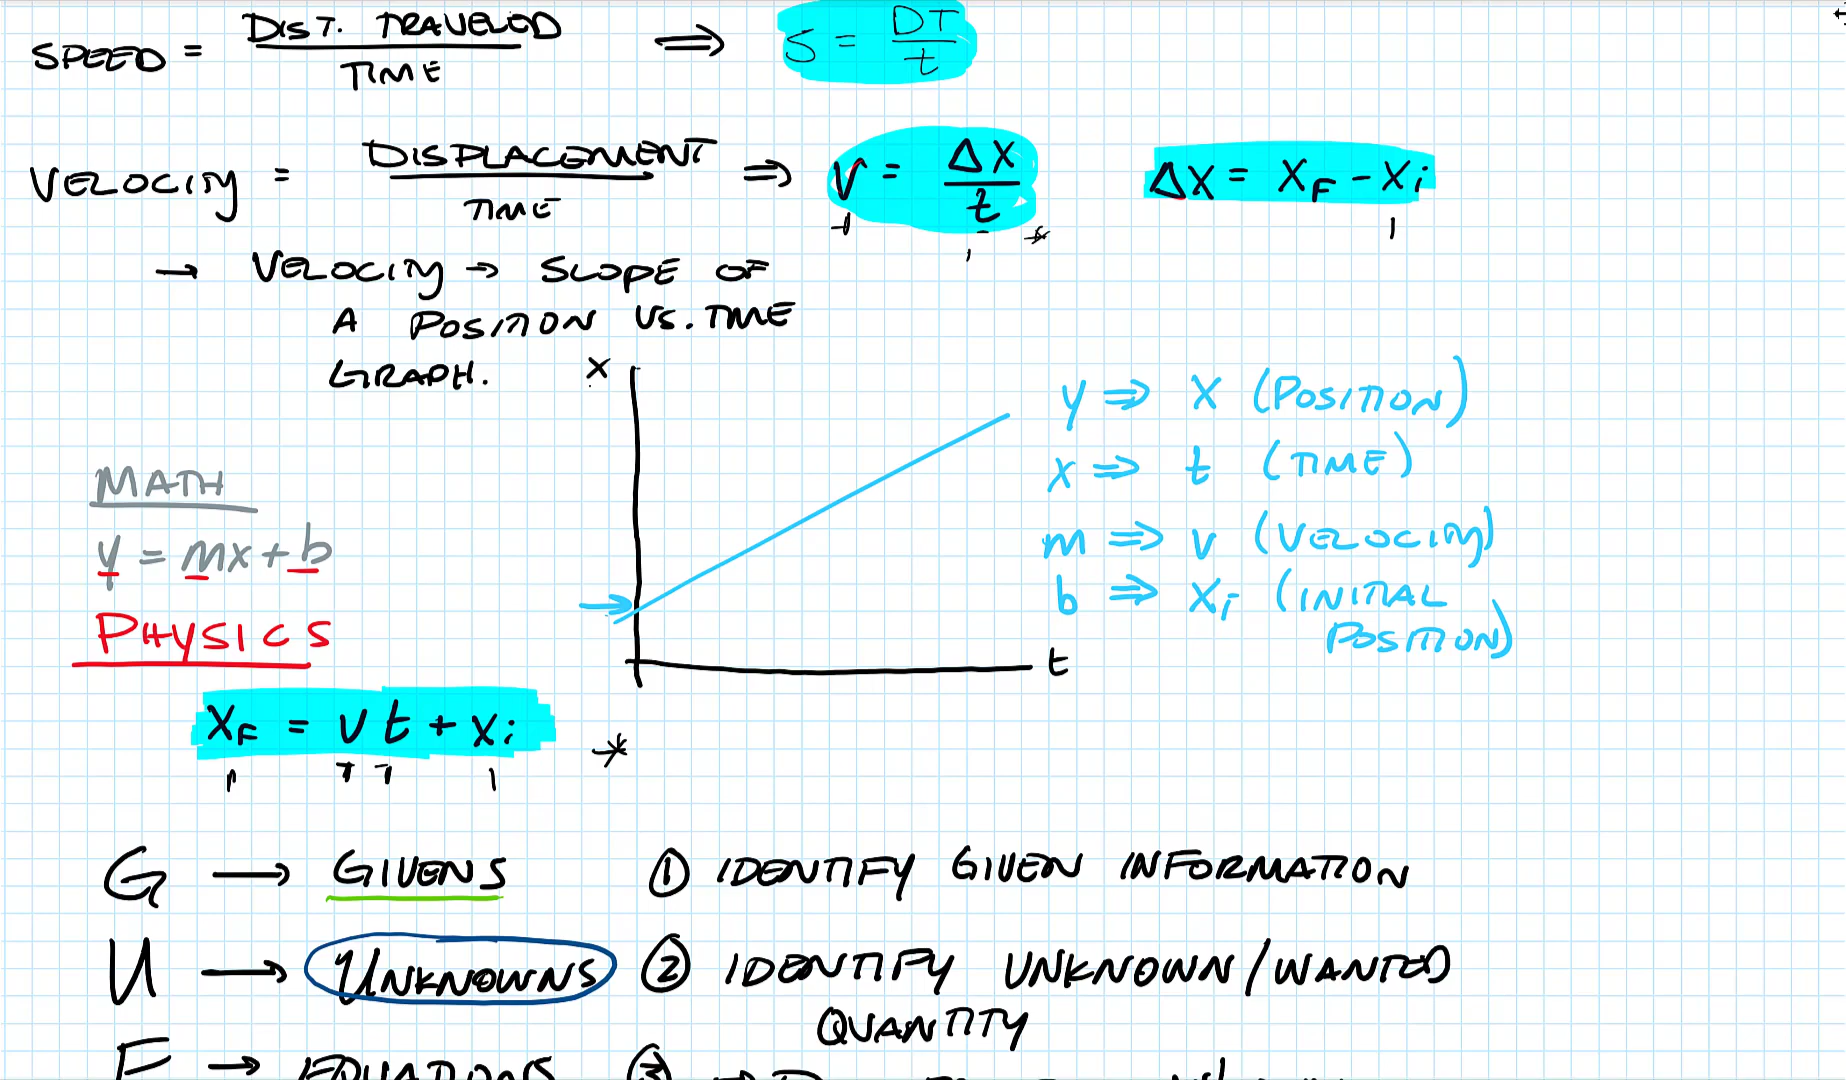 SPEED = DIST. TRAVELED / TIME ⇒ S = DT / t
VELOCITY = DISPLACEMENT / TIME ⇒ V = ΔX / t * ΔX = XF - Xi
→ VELOCITY → SLOPE OF
A POSITION VS. TIME
GRAPH.
X
t
y ⇒ X (POSITION)
x ⇒ t (TIME)
m ⇒ v (VELOCITY)
b ⇒ Xi (INITIAL
POSITION)
MATH
y = mx + b
PHYSICS
XF = v t + Xi *
G → GIVENS ① IDENTIFY GIVEN INFORMATION
U → UNKNOWNS ② IDENTIFY UNKNOWN/WANTED
QUANTITY
E → EQUATIONS ③